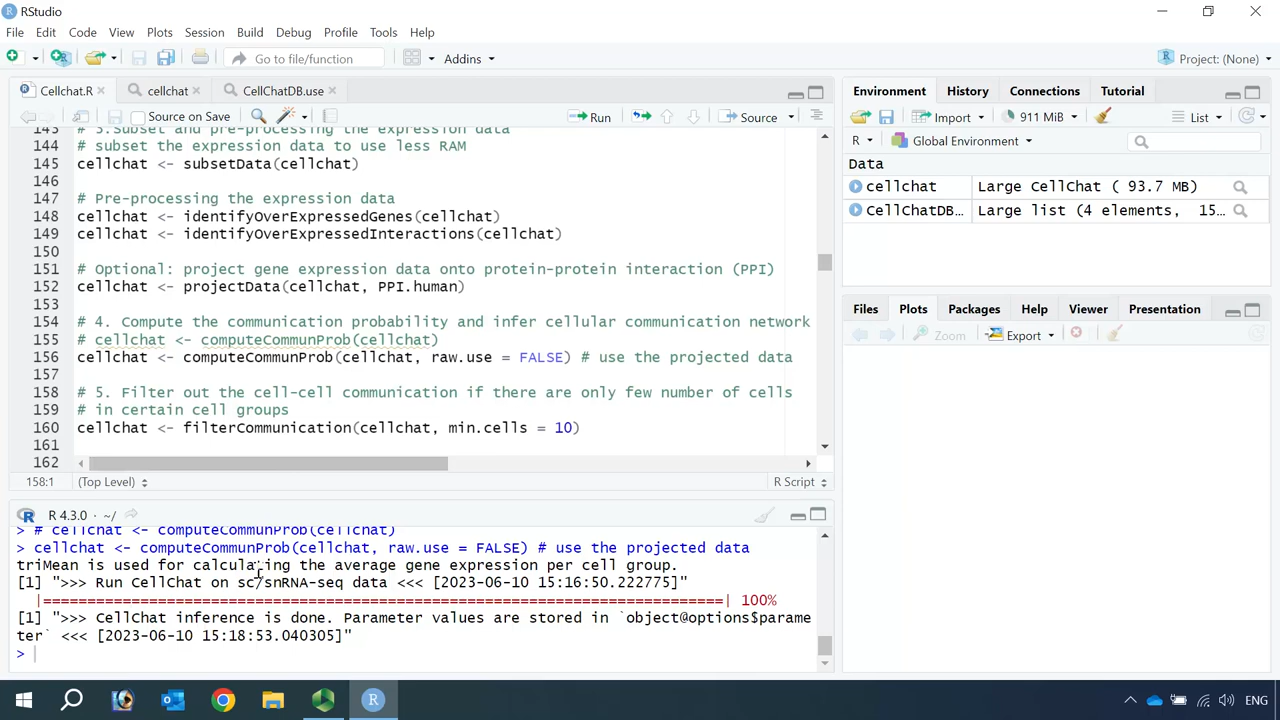 RStudio
File Edit Code View Plots Session Build Debug Profile Tools Help
Go to file/function Addins Project: (None)
Cellchat.R cellchat CellChatDB.use
Source on Save Run Source
143 # 3.Subset and pre-processing the expression data
144 # subset the expression data to use less RAM
145 cellchat <- subsetData(cellchat)
146
147 # Pre-processing the expression data
148 cellchat <- identifyOverExpressedGenes(cellchat)
149 cellchat <- identifyOverExpressedInteractions(cellchat)
150
151 # Optional: project gene expression data onto protein-protein interaction (PPI)
152 cellchat <- projectData(cellchat, PPI.human)
153
154 # 4. Compute the communication probability and infer cellular communication network
155 # cellchat <- computeCommunProb(cellchat)
156 cellchat <- computeCommunProb(cellchat, raw.use = FALSE) # use the projected data
157
158 # 5. Filter out the cell-cell communication if there are only few number of cells
159 # in certain cell groups
160 cellchat <- filterCommunication(cellchat, min.cells = 10)
161
162
158:1 (Top Level) R Script
R 4.3.0 · ~/
> # cellchat <- computeCommunProb(cellchat)
> cellchat <- computeCommunProb(cellchat, raw.use = FALSE) # use the projected data
triMean is used for calculating the average gene expression per cell group.
[1] ">>> Run CellChat on sc/snRNA-seq data <<< [2023-06-10 15:16:50.222775]"
|=============================================================================| 100%
[1] ">>> CellChat inference is done. Parameter values are stored in `object@options$parame
ter` <<< [2023-06-10 15:18:53.040305]"
>
Environment History Connections Tutorial
Import 911 MiB List
R Global Environment
Data
cellchat Large CellChat ( 93.7 MB)
CellChatDB… Large list (4 elements, 15…
Files Plots Packages Help Viewer Presentation
Zoom Export
ENG